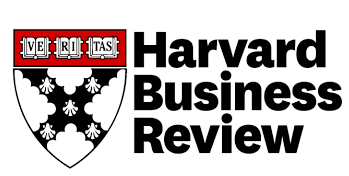 VE RI TAS
Harvard
Business
Review